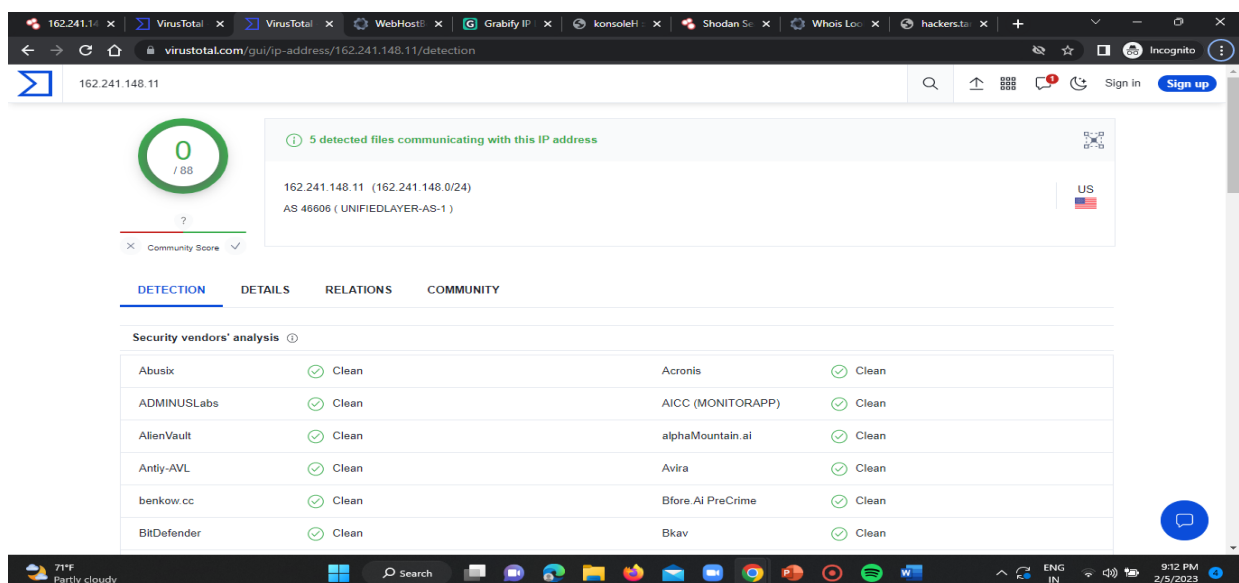 162.241.14 VirusTotal VirusTotal WebHostB Grabify IP konsoleH : Shodan Se Whois Loo hackers.tar
virustotal.com/gui/ip-address/162.241.148.11/detection Incognito
162.241.148.11 1 Sign in Sign up
0
/ 88
5 detected files communicating with this IP address
162.241.148.11 (162.241.148.0/24)
AS 46606 ( UNIFIEDLAYER-AS-1 )
US
?
Community Score
DETECTION DETAILS RELATIONS COMMUNITY
Security vendors' analysis
Abusix Clean Acronis Clean
ADMINUSLabs Clean AICC (MONITORAPP) Clean
AlienVault Clean alphaMountain.ai Clean
Antiy-AVL Clean Avira Clean
benkow.cc Clean Bfore.Ai PreCrime Clean
BitDefender Clean Bkav Clean
71°F
Partly cloudy
Search
ENG
IN
9:12 PM
2/5/2023
4